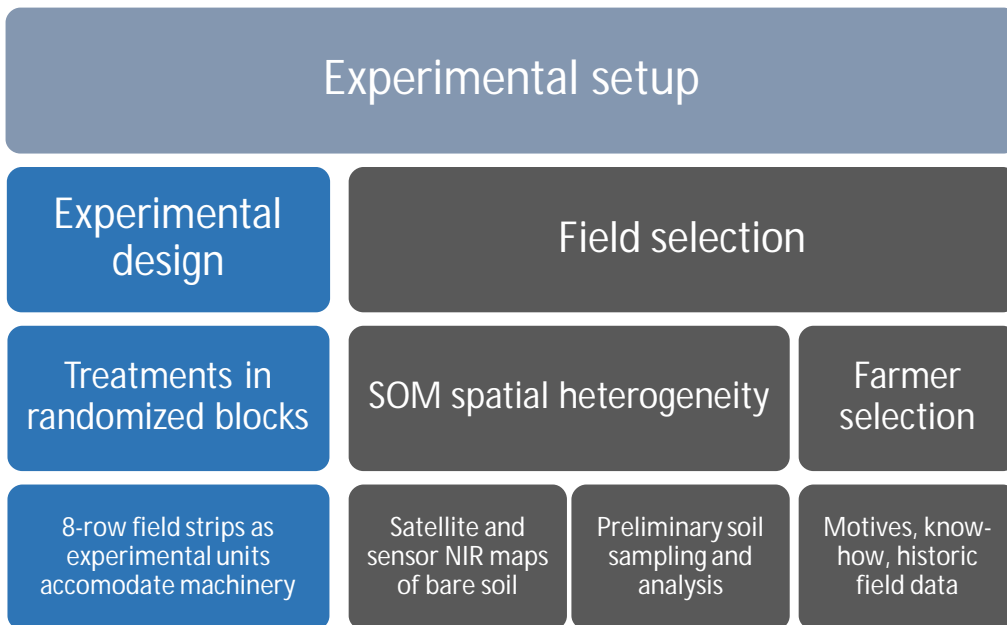 Experimental setup
Experimental
design
Field selection
Treatments in
randomized blocks
SOM spatial heterogeneity
Farmer
selection
8-row field strips as
experimental units
accomodate machinery
Satellite and
sensor NIR maps
of bare soil
Preliminary soil
sampling and
analysis
Motives, know-
how, historic
field data